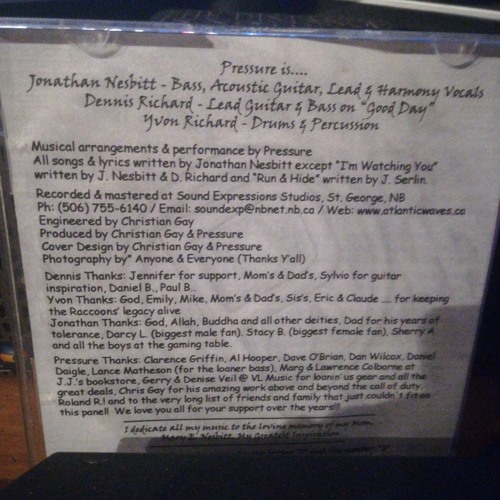 Pressure is....
Jonathan Nesbitt - Bass, Acoustic Guitar, Lead & Harmony Vocals
Dennis Richard - Lead Guitar & Bass on "Good Day"
Yvon Richard - Drums & Percussion
Musical arrangements & performance by Pressure
All songs & lyrics written by Jonathan Nesbitt except "I'm Watching You"
written by J. Nesbitt & D. Richard and "Run & Hide" written by J. Serlin.
Recorded & mastered at Sound Expressions Studios, St. George, NB
Ph: (506) 755-6140 / Email: soundexp@nbnet.nb.ca / Web: www.atlanticwaves.ca
Engineered by Christian Gay
Produced by Christian Gay & Pressure
Cover Design by Christian Gay & Pressure
Photography by" Anyone & Everyone (Thanks Y'all)
Dennis Thanks: Jennifer for support, Mom's & Dad's, Sylvio for guitar
inspiration, Daniel B., Paul B..
Yvon Thanks: God, Emily, Mike, Mom's & Dad's, Sis's, Eric & Claude .... for keeping
the Raccoons' legacy alive
Jonathan Thanks: God, Allah, Buddha and all other deities, Dad for his years of
tolerance, Darcy L. (biggest male fan), Stacy B. (biggest female fan), Sherry A
and all the boys at the gaming table.
Pressure Thanks: Clarence Griffin, Al Hooper, Dave O'Brian, Dan Wilcox, Daniel
Daigle, Lance Matheson (for the loaner bass), Marg & Lawrence Colborne at
J.J.'s bookstore, Gerry & Denise Veil @ VL Music for loanin' us gear and all the
great deals, Chris Gay for his amazing work above and beyond the call of duty,
Roland R.! and to the very long list of friends and family that just couldn't fit on
this panel! We love you all for your support over the years!!!
I dedicate all my music to the loving memory of my Mom,
Mary E. Nesbitt, My Greatest Inspiration